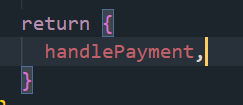 return {
handlePayment,
}